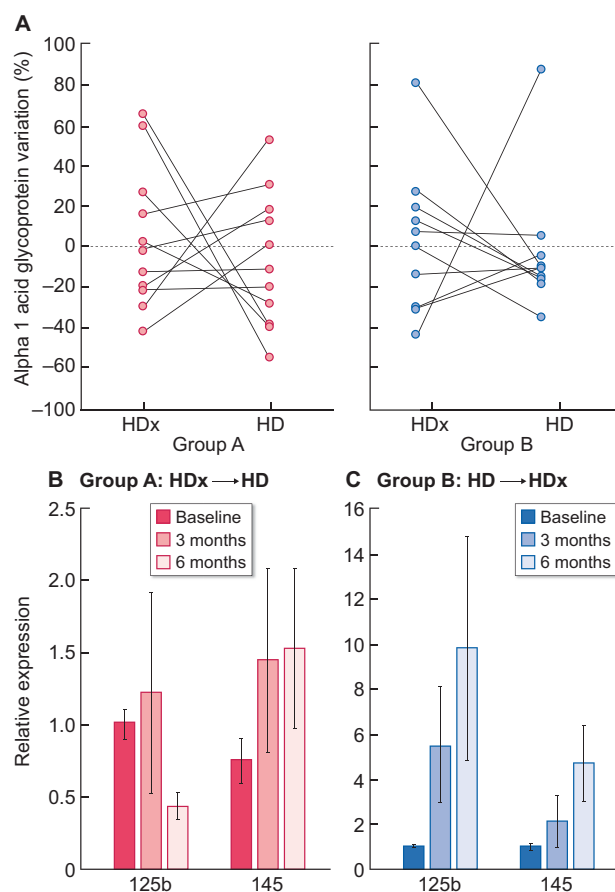 A
Alpha 1 acid glycoprotein variation (%)
100
80
60
40
20
0
–20
–40
–60
–80
–100
HDx HD
Group A
HDx HD
Group B
B Group A: HDx → HD
Relative expression
2.5
2.0
1.5
1.0
0.5
0
Baseline
3 months
6 months
125b 145
C Group B: HD → HDx
16
14
12
10
8
6
4
2
0
Baseline
3 months
6 months
125b 145